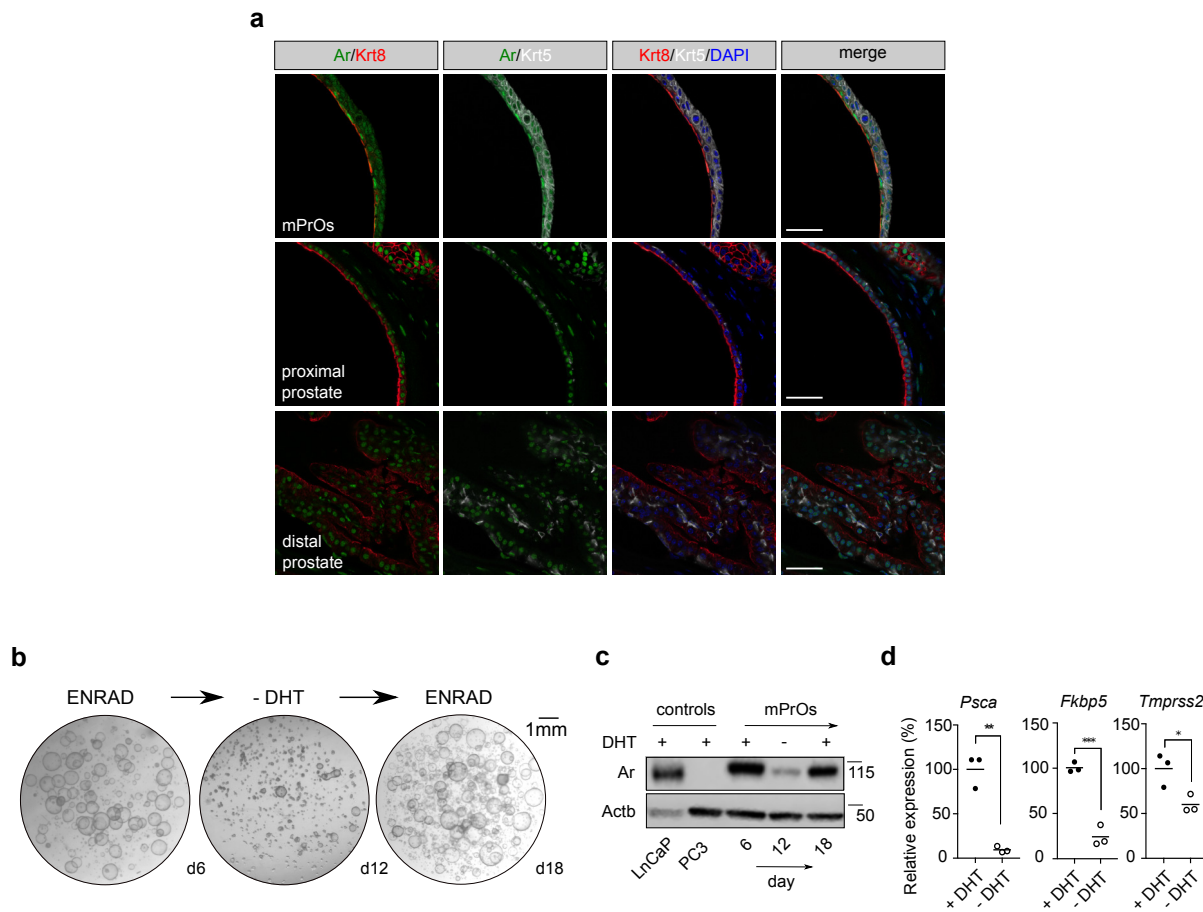 a
Ar/Krt8
Ar/Krt5
Krt8/Krt5/DAPI
merge
mPrOs
proximal
prostate
distal
prostate
b
ENRAD
- DHT
ENRAD
1mm
d6
d12
d18
c
controls
mPrOs
DHT
+
+
+
-
+
Ar
115
Actb
50
LnCaP
PC3
6
12
18
day
d
Psca
Fkbp5
Tmprss2
Relative expression (%)
150
100
50
0
**
+ DHT
- DHT
150
100
50
0
***
+ DHT
- DHT
150
100
50
0
*
+ DHT
- DHT